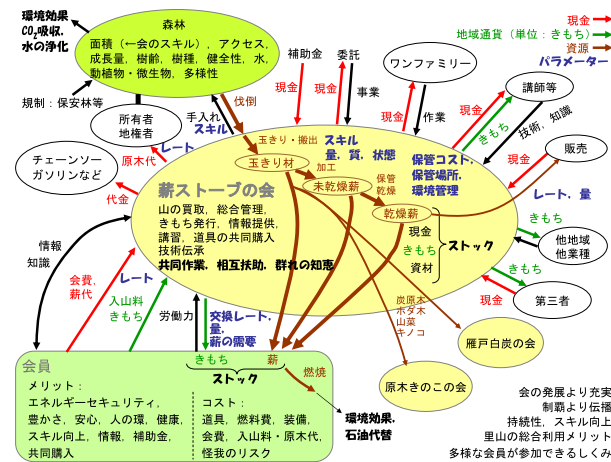 環境効果
CO₂吸収,
水の浄化
規制：保安林等
森林
面積（一会のスキル）, アクセス,
成長量, 樹齢, 樹種, 健全性, 水,
動植物・微生物, 多様性
現金
地域通貨（単位：きもち）
資源
パラメーター
補助金
委託
現金
現金
事業
ワンファミリー
現金
作業
講師等
現金
きもち
技術, 知識
販売
現金
レート, 量
所有者
地権者
手入れ
スキル
伐倒
レート
原木代
チェーンソー
ガソリンなど
代金
玉きり・搬出
玉きり材
スキル
量, 質, 状態
加工
未乾燥薪
保管
乾燥
乾燥薪
保管コスト,
保管場所,
環境管理
薪ストーブの会
山の買取, 総合管理,
きもち発行, 情報提供,
講習, 道具の共同購入
技術伝承
共同作業, 相互扶助, 群れの知恵
現金
きもち
資材
ストック
きもち
他地域
他業種
きもち
現金
第三者
情報
知識
会費,
薪代
レート
入山料
きもち
労働力
交換レート,
量,
薪の需要
炭原木
ホダ木
山菜
キノコ
雁戸白炭の会
原木きのこの会
会員
きもち
薪
ストック
燃焼
環境効果,
石油代替
メリット：
エネルギーセキュリティ,
豊かさ, 安心, 人の環, 健康,
スキル向上, 情報, 補助金,
共同購入
コスト：
道具, 燃料費, 装備,
会費, 入山料・原木代,
怪我のリスク
会の発展より充実
制覇より伝播
持続性, スキル向上
里山の総合利用メリット
多様な会員が参加できるしくみ